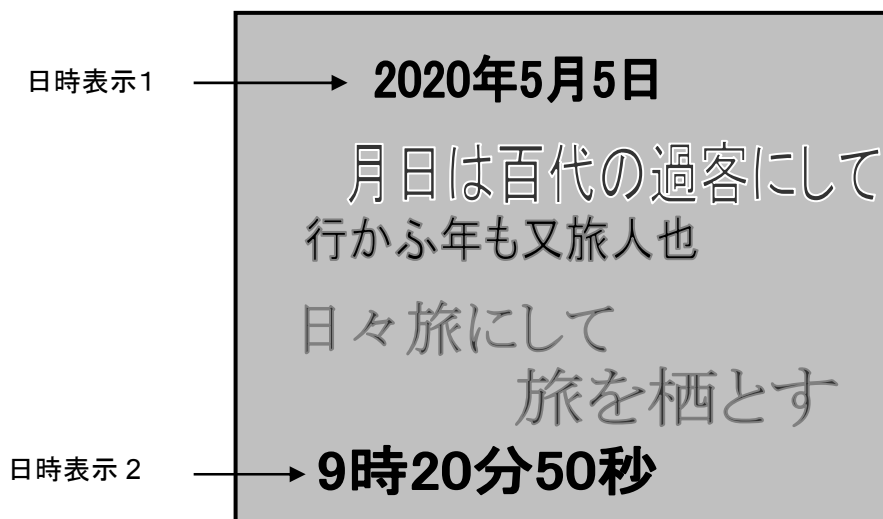 日時表示1
2020年5月5日
月日は百代の過客にして
行かふ年も又旅人也
日々旅にして
旅を栖とす
日時表示2
9時20分50秒